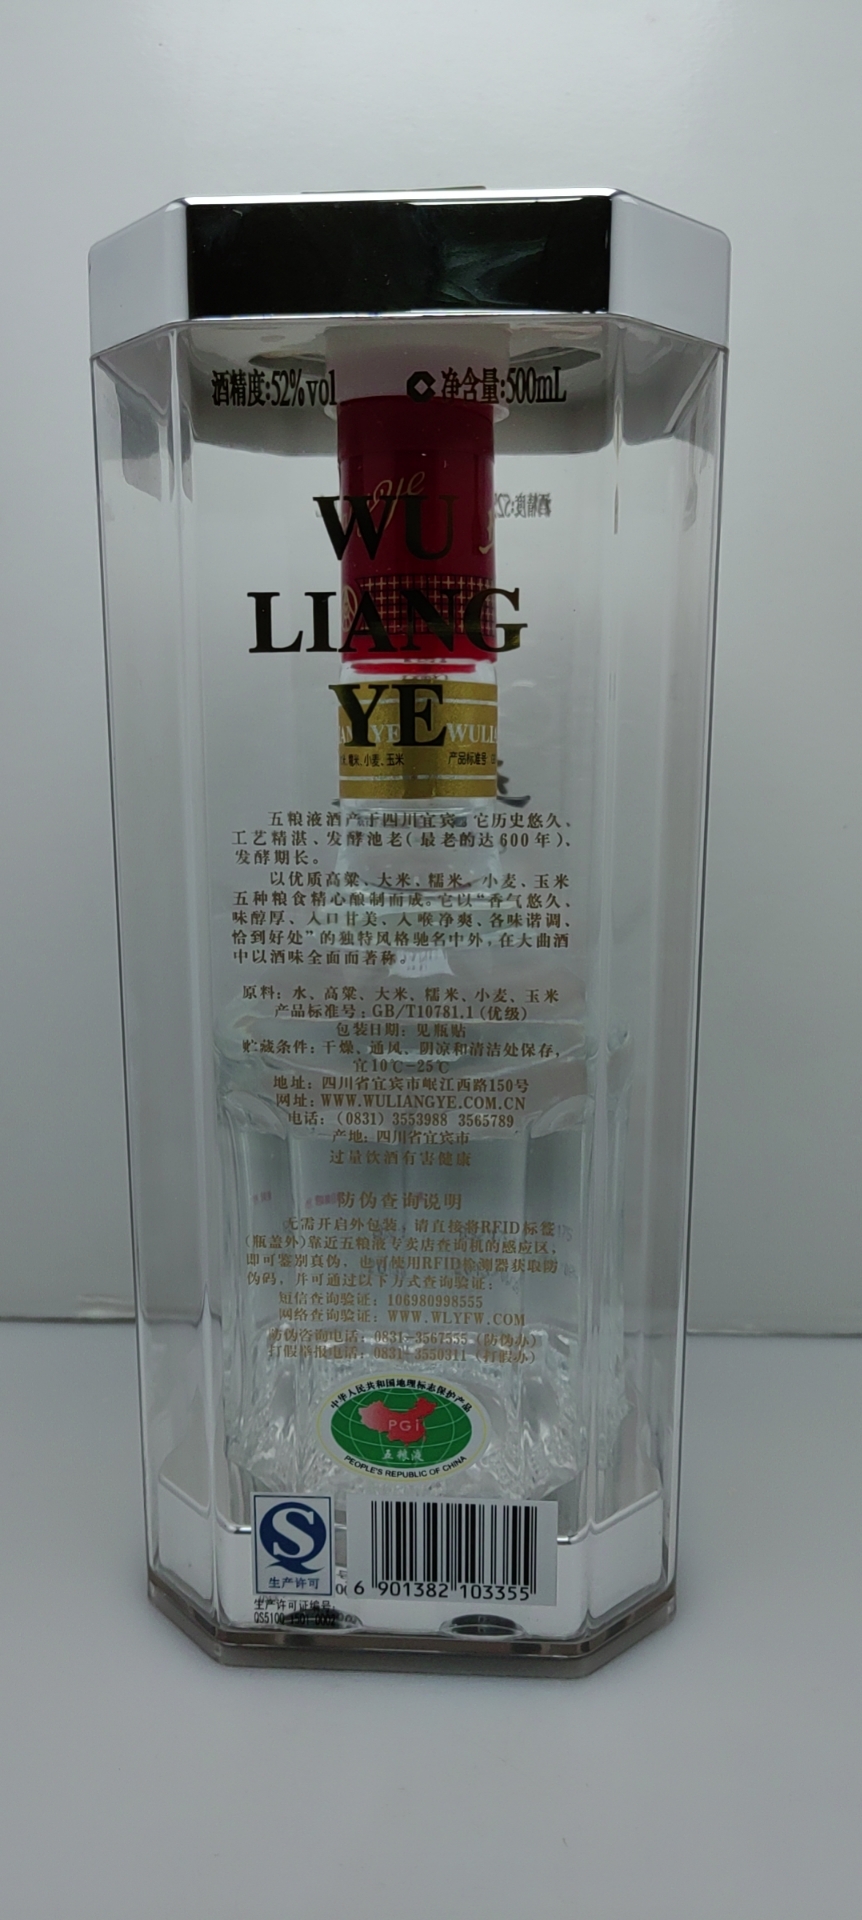 酒精度:52%vol 净含量:500mL
WU
LIANG
YE
YE WULIA
糯米、小麦、玉米 产品标准号
五粮液酒产于四川宜宾。它历史悠久、
工艺精湛、发酵池老(最老的达600年)、
发酵期长。
以优质高粱、大米、糯米、小麦、玉米
五种粮食精心酿制而成。它以“香气悠久、
味醇厚、入口甘美、入喉净爽、各味谐调、
恰到好处”的独特风格驰名中外,在大曲酒
中以酒味全面而著称。
原料：水、高粱、大米、糯米、小麦、玉米
产品标准号：GB/T10781.1(优级)
包装日期：见瓶贴
贮藏条件：干燥、通风、阴凉和清洁处保存，
宜10℃-25℃
地址：四川省宜宾市岷江西路150号
网址：WWW.WULIANGYE.COM.CN
电话：(0831) 3553988 3565789
产地：四川省宜宾市
过量饮酒有害健康
防伪查询说明
无需开启外包装，请直接将RFID标签
(瓶盖外)靠近五粮液专卖店查询机的感应区，
即可鉴别真伪，也可使用RFID检测器获取防
伪码，并可通过以下方式查询验证：
短信查询验证：106980998555
网络查询验证：WWW.WLYFW.COM
防伪咨询电话：0831-3567555 (防伪办)
打假举报电话：0831-3550311 (打假办)
中华人民共和国地理标志保护产品
PGI
五粮液
PEOPLE'S REPUBLIC OF CHINA
生产许可
6 901382 103355
生产许可证编号:
QS5100 1501 0002